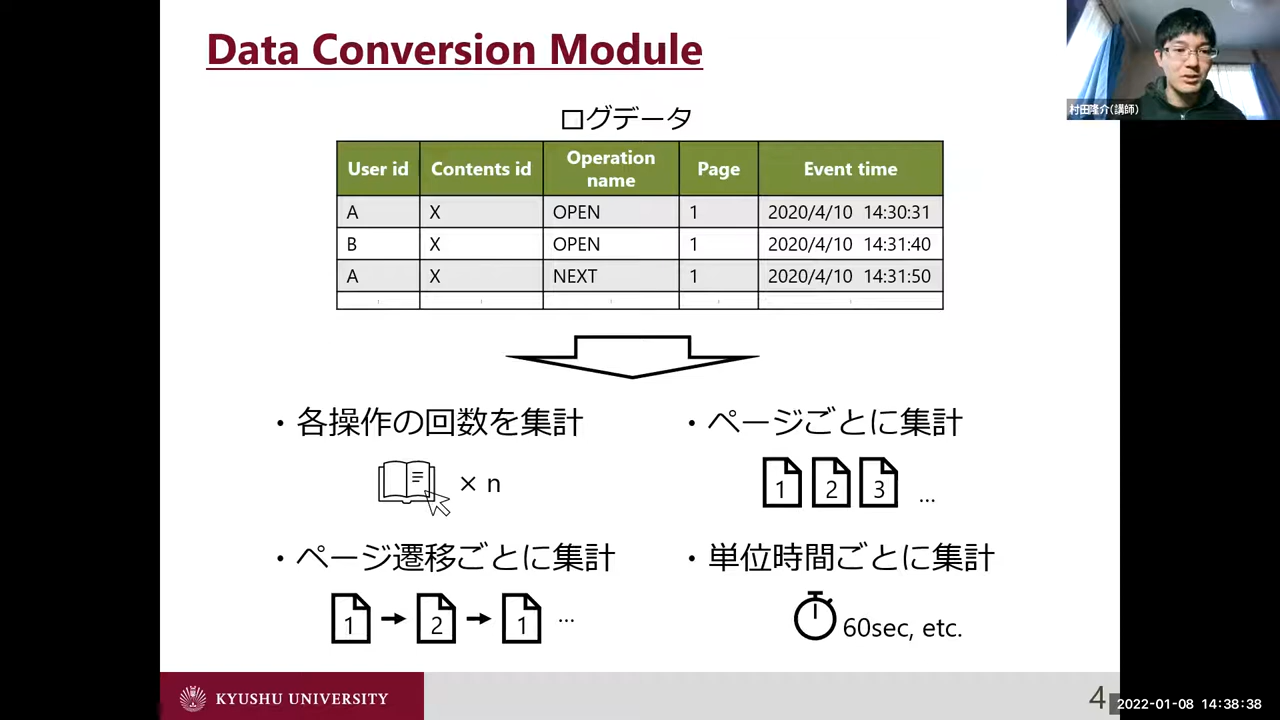 Data Conversion Module
村田隆介(講師)
ログデータ
User id Contents id Operation name Page Event time
A X OPEN 1 2020/4/10 14:30:31
B X OPEN 1 2020/4/10 14:31:40
A X NEXT 1 2020/4/10 14:31:50
・各操作の回数を集計
× n
・ページごとに集計
1 2 3 ...
・ページ遷移ごとに集計
1 2 1 ...
・単位時間ごとに集計
60sec, etc.
KYUSHU UNIVERSITY
4
2022-01-08 14:38:38